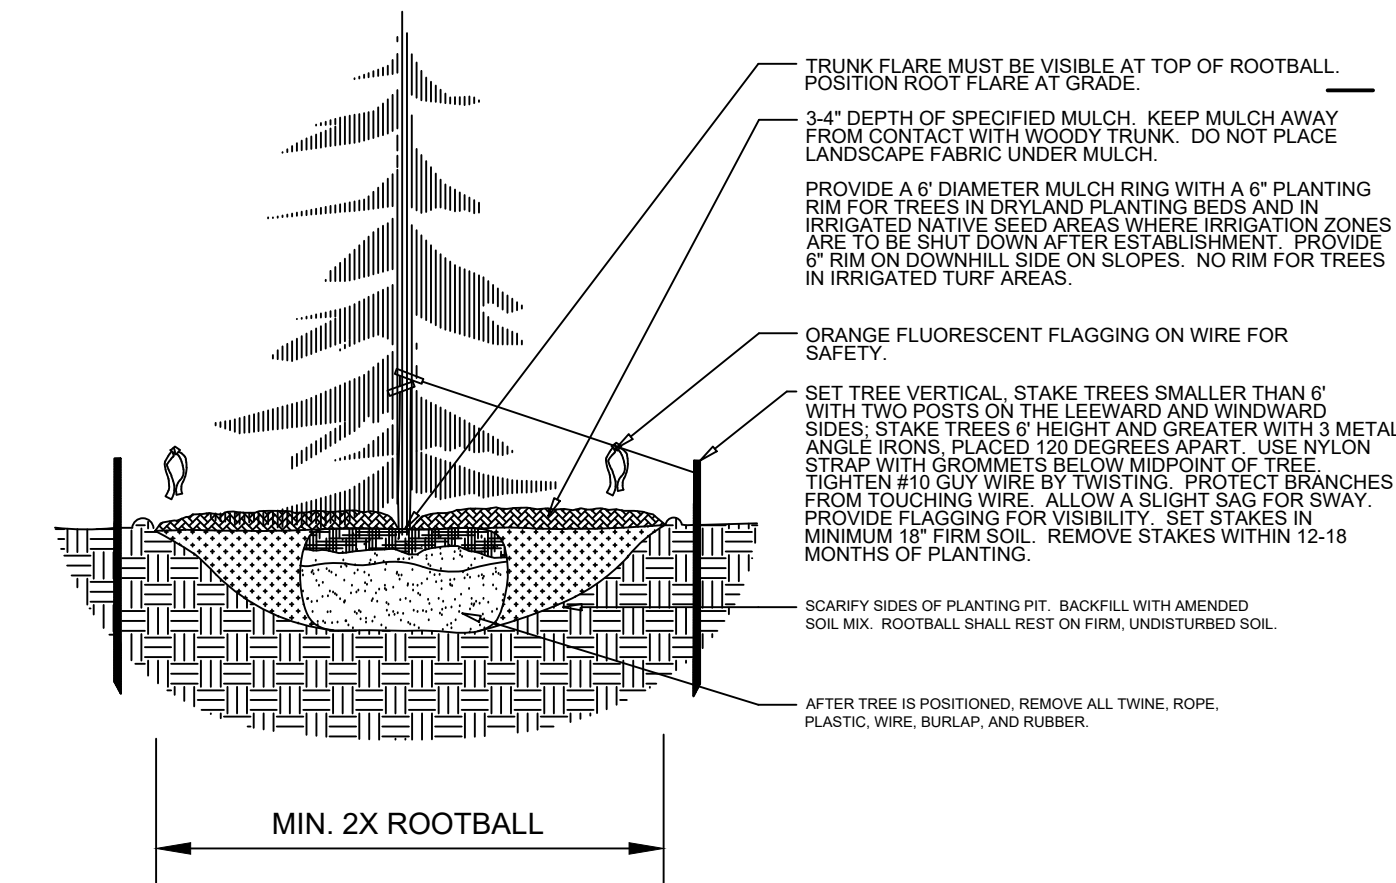 TRUNK FLARE MUST BE VISIBLE AT TOP OF ROOTBALL.
POSITION ROOT FLARE AT GRADE.
3-4" DEPTH OF SPECIFIED MULCH. KEEP MULCH AWAY
FROM CONTACT WITH WOODY TRUNK. DO NOT PLACE
LANDSCAPE FABRIC UNDER MULCH.
PROVIDE A 6' DIAMETER MULCH RING WITH A 6" PLANTING
RIM FOR TREES IN DRYLAND PLANTING BEDS AND IN
IRRIGATED NATIVE SEED AREAS WHERE IRRIGATION ZONES
ARE TO BE SHUT DOWN AFTER ESTABLISHMENT. PROVIDE
6" RIM ON DOWNHILL SIDE ON SLOPES. NO RIM FOR TREES
IN IRRIGATED TURF AREAS.
ORANGE FLUORESCENT FLAGGING ON WIRE FOR
SAFETY.
SET TREE VERTICAL, STAKE TREES SMALLER THAN 6'
WITH TWO POSTS ON THE LEEWARD AND WINDWARD
SIDES; STAKE TREES 6' HEIGHT AND GREATER WITH 3 METAL
ANGLE IRONS, PLACED 120 DEGREES APART. USE NYLON
STRAP WITH GROMMETS BELOW MIDPOINT OF TREE.
TIGHTEN #10 GUY WIRE BY TWISTING. PROTECT BRANCHES
FROM TOUCHING WIRE. ALLOW A SLIGHT SAG FOR SWAY.
PROVIDE FLAGGING FOR VISIBILITY. SET STAKES IN
MINIMUM 18" FIRM SOIL. REMOVE STAKES WITHIN 12-18
MONTHS OF PLANTING.
SCARIFY SIDES OF PLANTING PIT. BACKFILL WITH AMENDED
SOIL MIX. ROOTBALL SHALL REST ON FIRM, UNDISTURBED SOIL.
AFTER TREE IS POSITIONED, REMOVE ALL TWINE, ROPE,
PLASTIC, WIRE, BURLAP, AND RUBBER.
MIN. 2X ROOTBALL